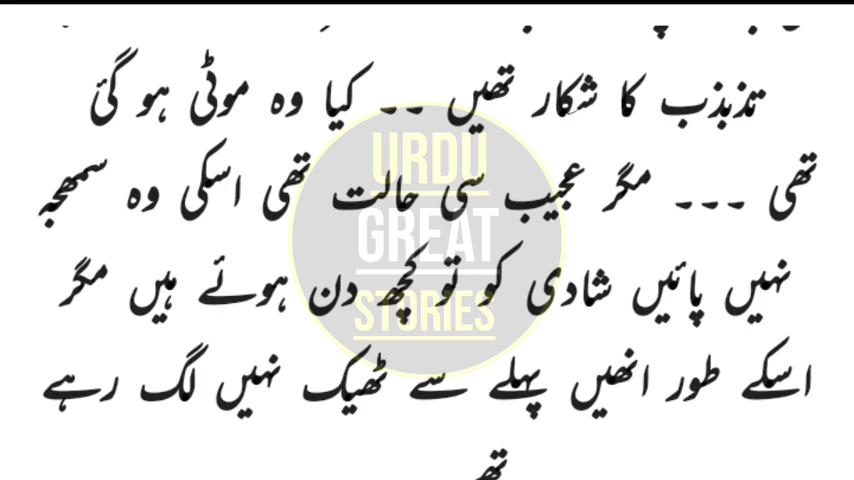 تذبذب کا شکار تھیں ۔۔ کیا وہ موٹی ہو گئ
تھی ۔۔۔ مگر عجیب سی حالت تھی اسکی وہ سمھجہ
نہیں پائیں شادی کو تو کچھ دن ہوئے ہیں مگر
اسکے طور انھیں پہلے سے ٹھیک نہیں لگ رہے
URDU
GREAT
STORIES